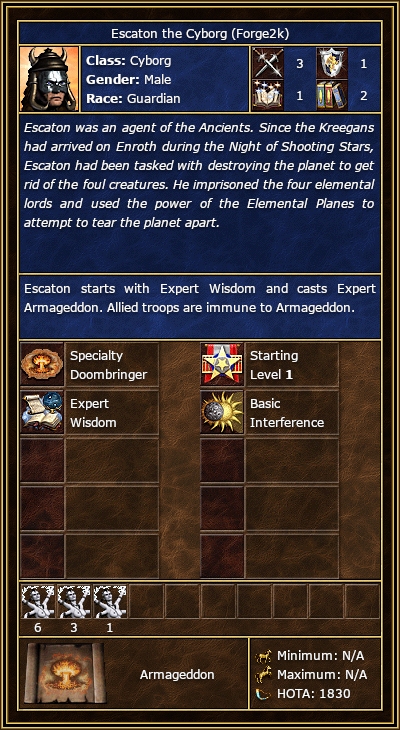 Escaton the Cyborg (Forge2k)
Class: Cyborg
Gender: Male
Race: Guardian
3
1
1
2
Escaton was an agent of the Ancients. Since the Kreegans
had arrived on Enroth during the Night of Shooting Stars,
Escaton had been tasked with destroying the planet to get
rid of the foul creatures. He imprisoned the four elemental
lords and used the power of the Elemental Planes to
attempt to tear the planet apart.
Escaton starts with Expert Wisdom and casts Expert
Armageddon. Allied troops are immune to Armageddon.
Specialty
Doombringer
Starting
Level 1
Expert
Wisdom
Basic
Interference
6
3
1
Armageddon
Minimum: N/A
Maximum: N/A
HOTA: 1830